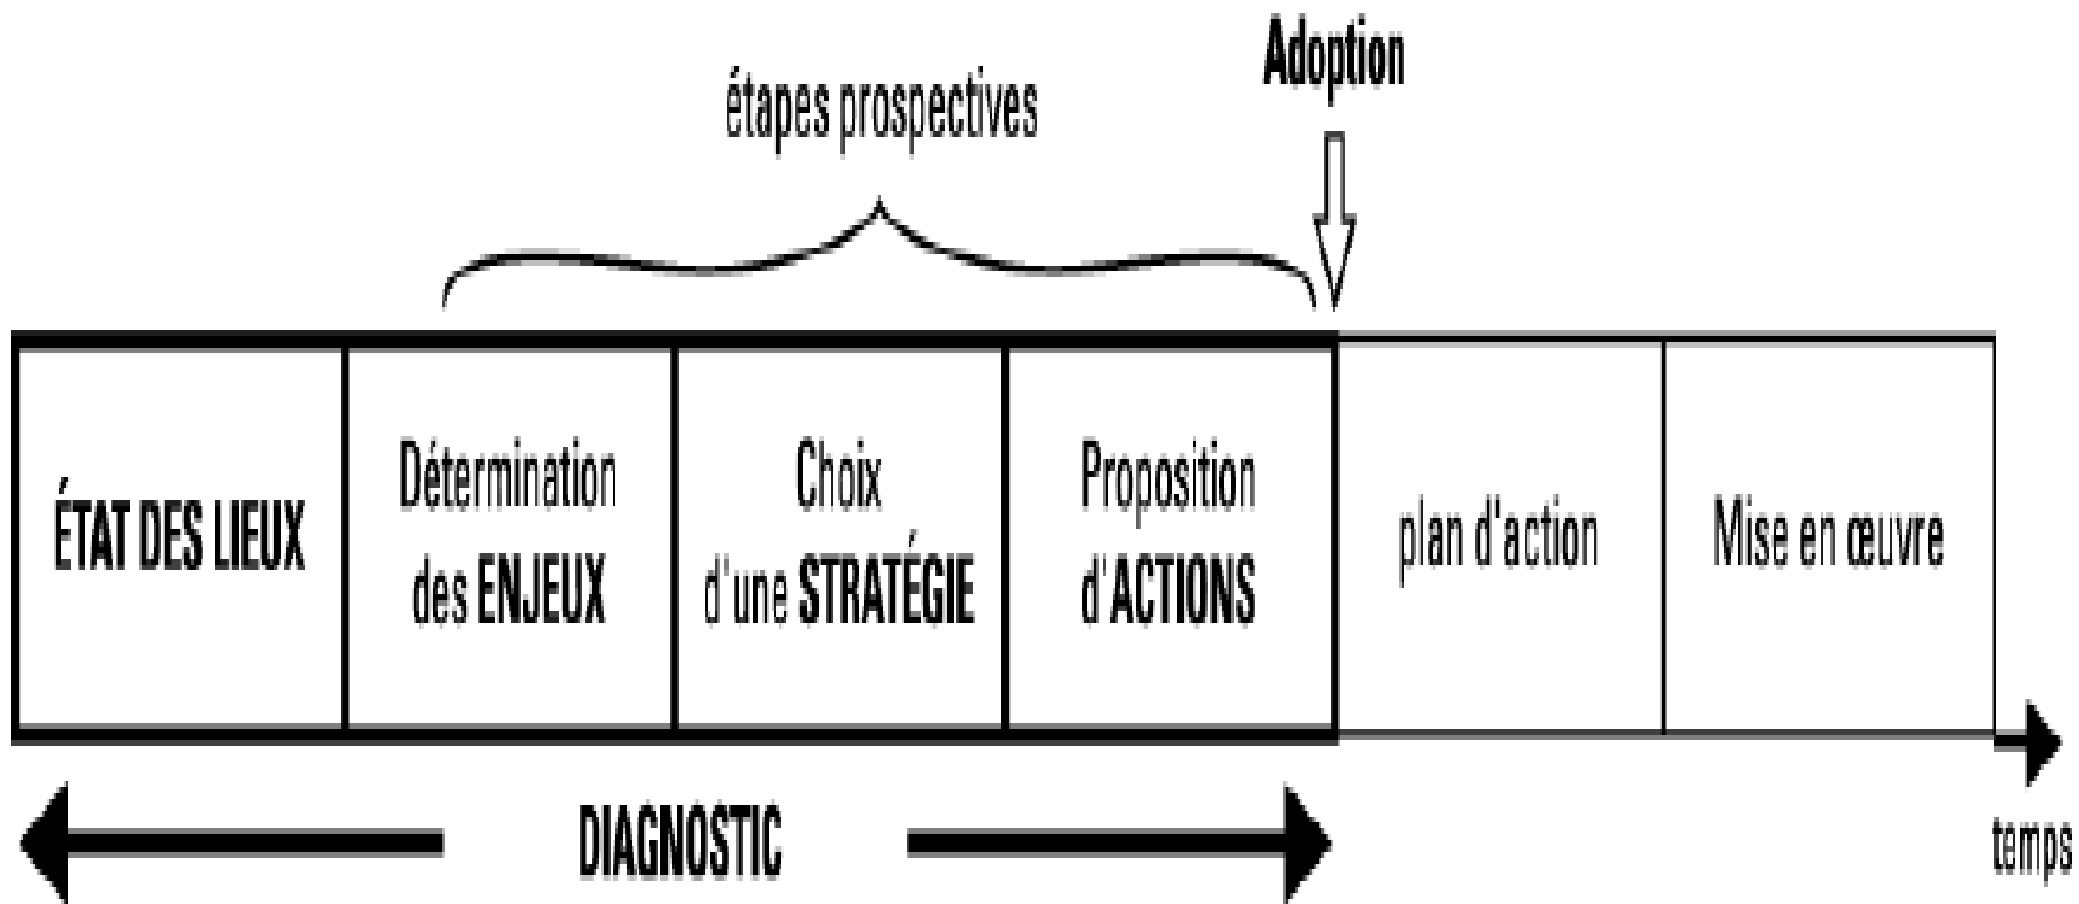 Adoption
étapes prospectives
ÉTAT DES LIEUX
Détermination
des ENJEUX
Choix
d'une STRATÉGIE
Proposition
d'ACTIONS
plan d'action
Mise en œuvre
DIAGNOSTIC
temps